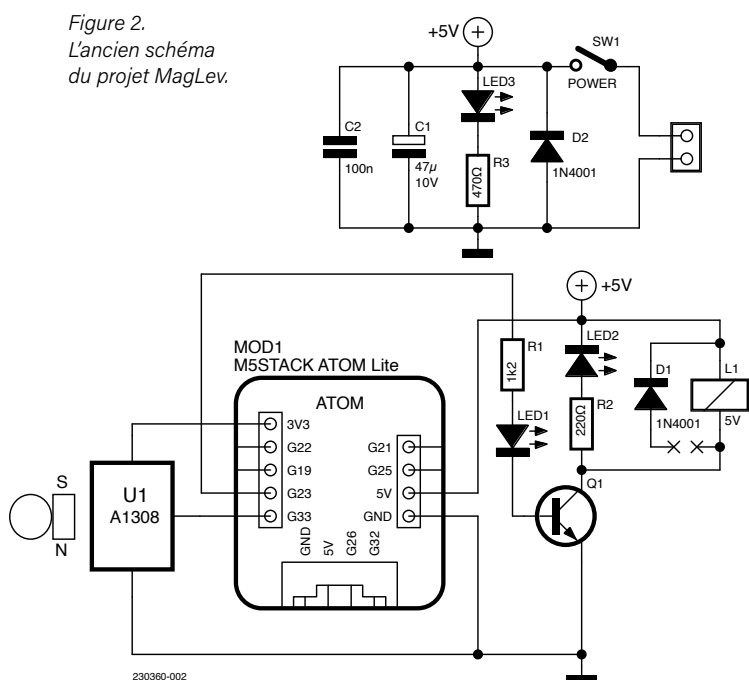 Figure 2.
L'ancien schéma
du projet MagLev.
+5V
SW1
POWER
LED3
C2
100n
C1
47µ
10V
R3
470Ω
D2
1N4001
+5V
MOD1
M5STACK ATOM Lite
ATOM
3V3
G22
G19
G23
G33
G21
G25
5V
GND
GND
5V
G26
G32
R1
1k2
LED1
LED2
R2
220Ω
D1
1N4001
L1
5V
Q1
S
N
U1
A1308
230360-002